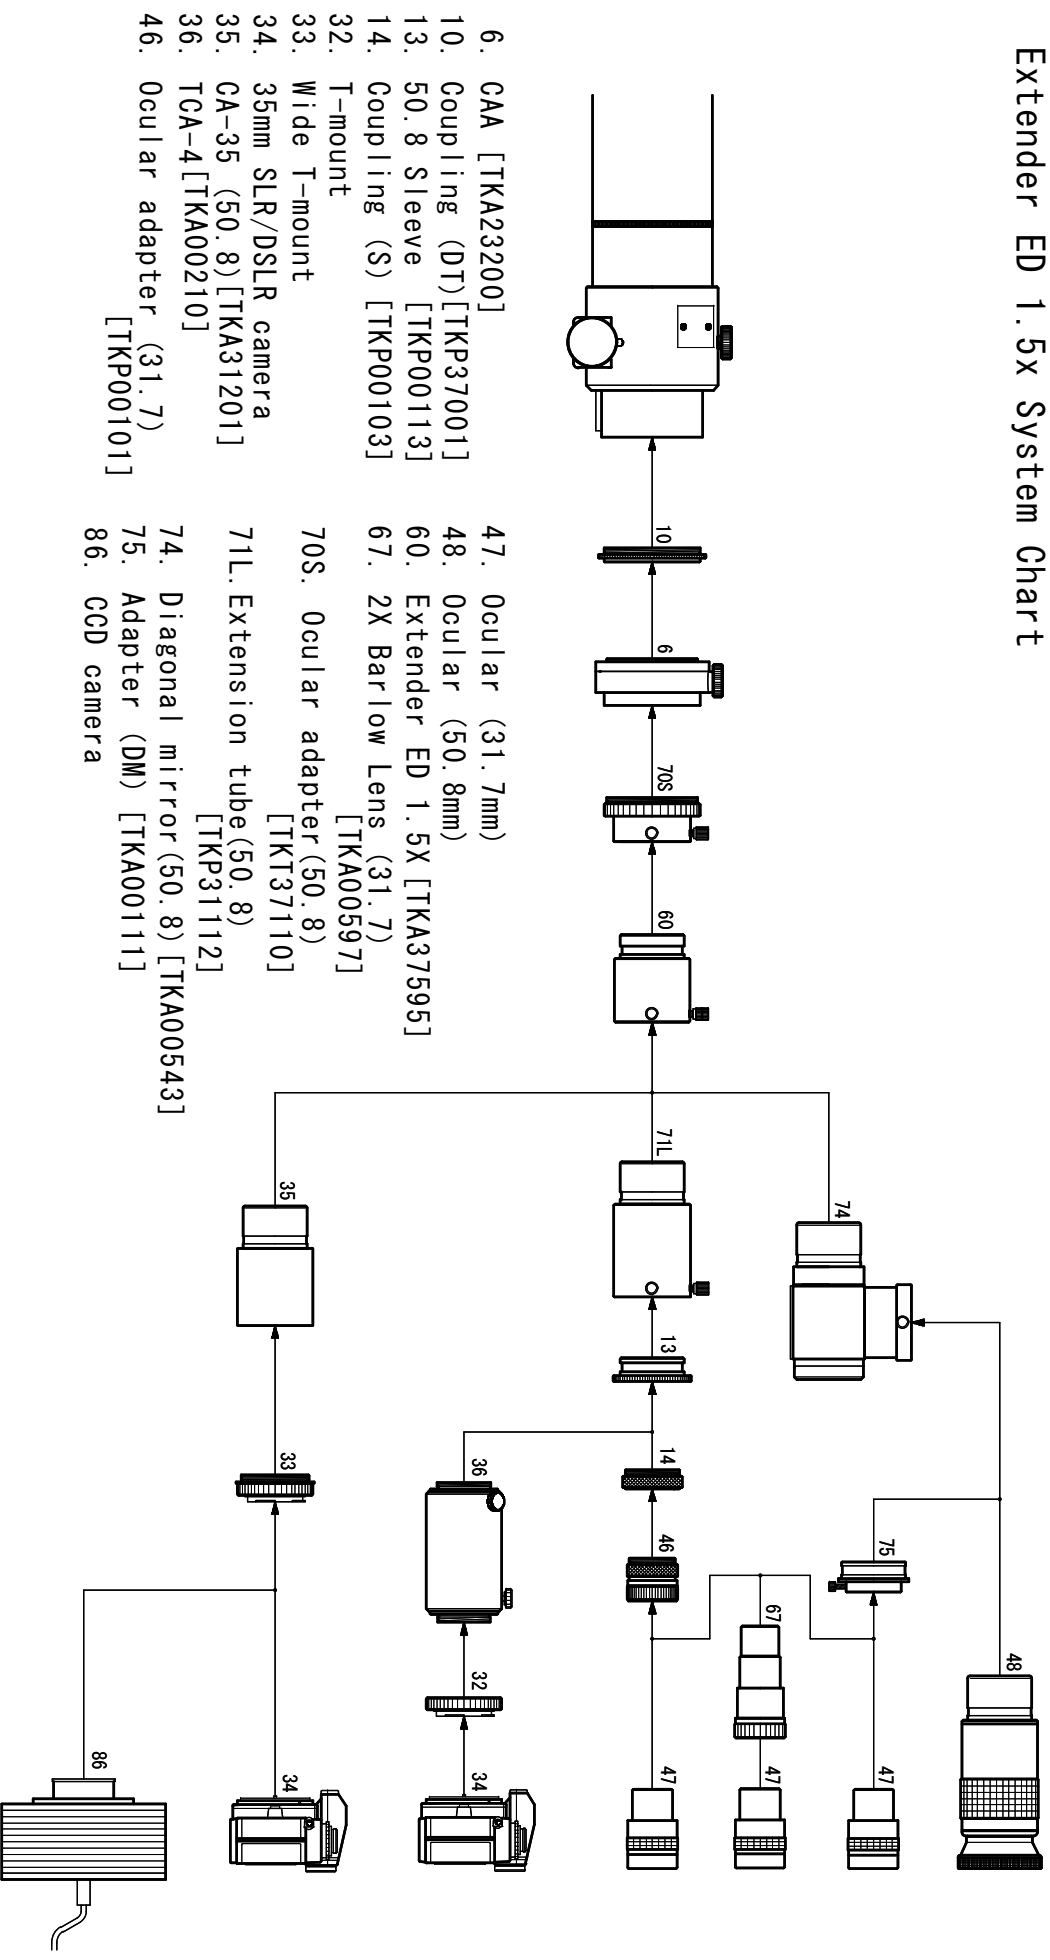 Extender ED 1.5x System Chart
10
6
70S
60
74
71L
35
13
14
46
36
33
32
75
67
48
47
47
47
34
34
86
6. CAA [TKA23200]
10. Coupling (DT)[TKP37001]
13. 50.8 Sleeve [TKP00113]
14. Coupling (S) [TKP00103]
32. T-mount
33. Wide T-mount
34. 35mm SLR/DSLR camera
35. CA-35 (50.8)[TKA31201]
36. TCA-4[TKA00210]
46. Ocular adapter (31.7)
[TKP00101]
47. Ocular (31.7mm)
48. Ocular (50.8mm)
60. Extender ED 1.5X [TKA37595]
67. 2X Barlow Lens (31.7)
[TKA00597]
70S. Ocular adapter(50.8)
[TKT37110]
71L. Extension tube(50.8)
[TKP31112]
74. Diagonal mirror(50.8)[TKA00543]
75. Adapter (DM) [TKA00111]
86. CCD camera